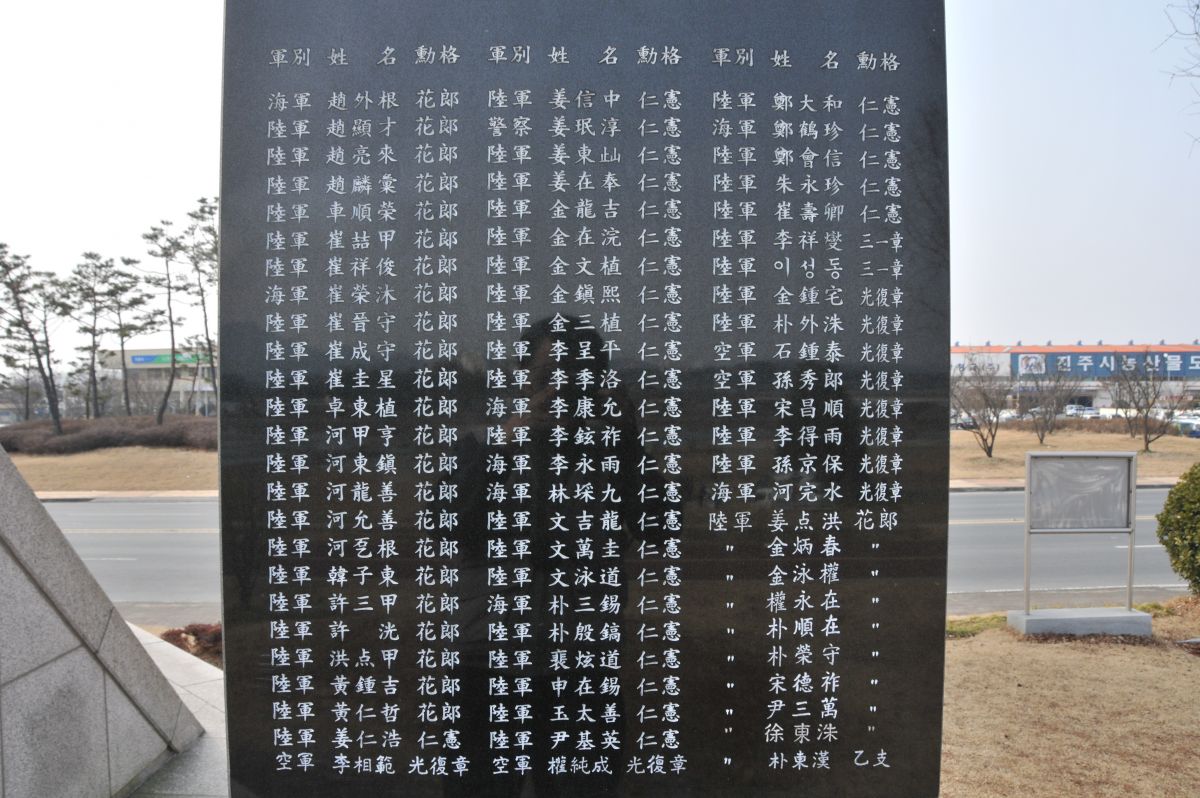 軍別 姓名 勳格
海軍 趙外根 花郎
陸軍 趙顯才 花郎
陸軍 趙亮來 花郎
陸軍 趙麟彙 花郎
陸軍 車順榮 花郎
陸軍 崔喆甲 花郎
陸軍 崔祥俊 花郎
海軍 崔榮沐 花郎
陸軍 崔晉守 花郎
陸軍 崔成守 花郎
陸軍 崔圭星 花郎
陸軍 卓東植 花郎
陸軍 河甲亨 花郎
陸軍 河東鎭 花郎
陸軍 河龍善 花郎
陸軍 河允善 花郎
陸軍 河乭根 花郎
陸軍 韓子東 花郎
陸軍 許三甲 花郎
陸軍 許洸 花郎
陸軍 洪点甲 花郎
陸軍 黃鍾吉 花郎
陸軍 黃仁哲 花郎
陸軍 姜仁浩 仁憲
空軍 李相範 光復章
軍別 姓名 勳格
陸軍 姜信中 仁憲
警察 姜珉淳 仁憲
陸軍 姜東 仁憲
陸軍 姜在奉 仁憲
陸軍 金龍吉 仁憲
陸軍 金在浣 仁憲
陸軍 金文植 仁憲
陸軍 金鎭熙 仁憲
陸軍 金三植 仁憲
陸軍 李呈平 仁憲
陸軍 李季洛 仁憲
海軍 李康允 仁憲
陸軍 李鉉祚 仁憲
海軍 李永雨 仁憲
海軍 林埰九 仁憲
陸軍 文吉龍 仁憲
陸軍 文萬圭 仁憲
陸軍 文泳道 仁憲
海軍 朴三錫 仁憲
陸軍 朴殷鎬 仁憲
陸軍 裵炫道 仁憲
陸軍 申在錫 仁憲
陸軍 玉太善 仁憲
陸軍 尹基英 仁憲
空軍 權純成 光復章
軍別 姓名 勳格
陸軍 鄭大和 仁憲
海軍 鄭鶴珍 仁憲
陸軍 鄭會信 仁憲
陸軍 朱永珍 仁憲
陸軍 崔壽卿 仁憲
陸軍 李祥燮 三一章
陸軍 이성동 三一章
陸軍 金鍾宅 光復章
陸軍 朴外洙 光復章
空軍 石鍾泰 光復章
空軍 孫秀郎 光復章
陸軍 宋昌順 光復章
陸軍 李得雨 光復章
陸軍 孫京保 光復章
海軍 河完水 光復章
陸軍 姜点洪 花郎
〃 金炳春 〃
〃 金泳權 〃
〃 權永在 〃
〃 朴順在 〃
〃 朴榮守 〃
〃 宋德祚 〃
〃 尹三萬 〃
〃 徐東洙 〃
〃 朴東漢 乙支
진주시농산물도